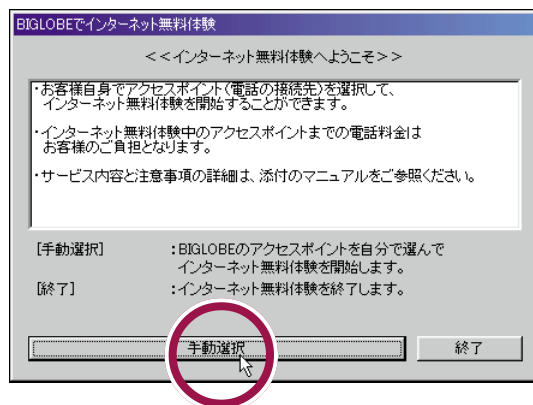 BIGLOBEでインターネット無料体験
<<インターネット無料体験へようこそ>>
・お客様自身でアクセスポイント(電話の接続先)を選択して、
インターネット無料体験を開始することができます。
・インターネット無料体験中のアクセスポイントまでの電話料金は
お客様のご負担となります。
・サービス内容と注意事項の詳細は、添付のマニュアルをご参照ください。
[手動選択] :BIGLOBEのアクセスポイントを自分で選んで
インターネット無料体験を開始します。
[終了] :インターネット無料体験を終了します。
手動選択 終了